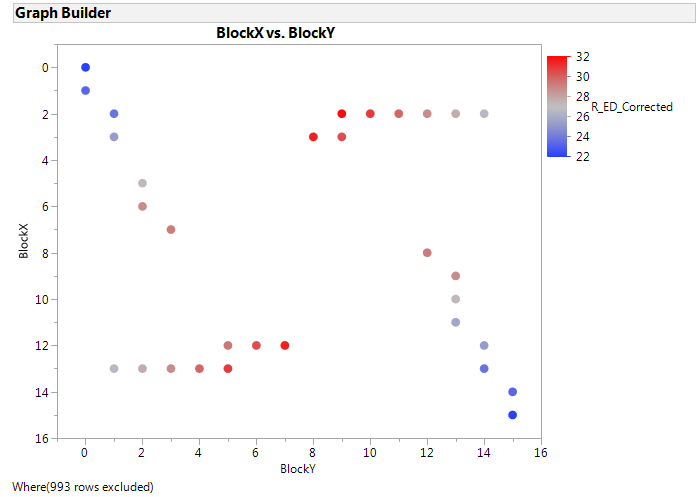 Graph Builder
BlockX vs. BlockY
0
2
4
6
8
10
12
14
16
BlockX
0 2 4 6 8 10 12 14 16
BlockY
32
30
28
26
24
22
R_ED_Corrected
Where(993 rows excluded)